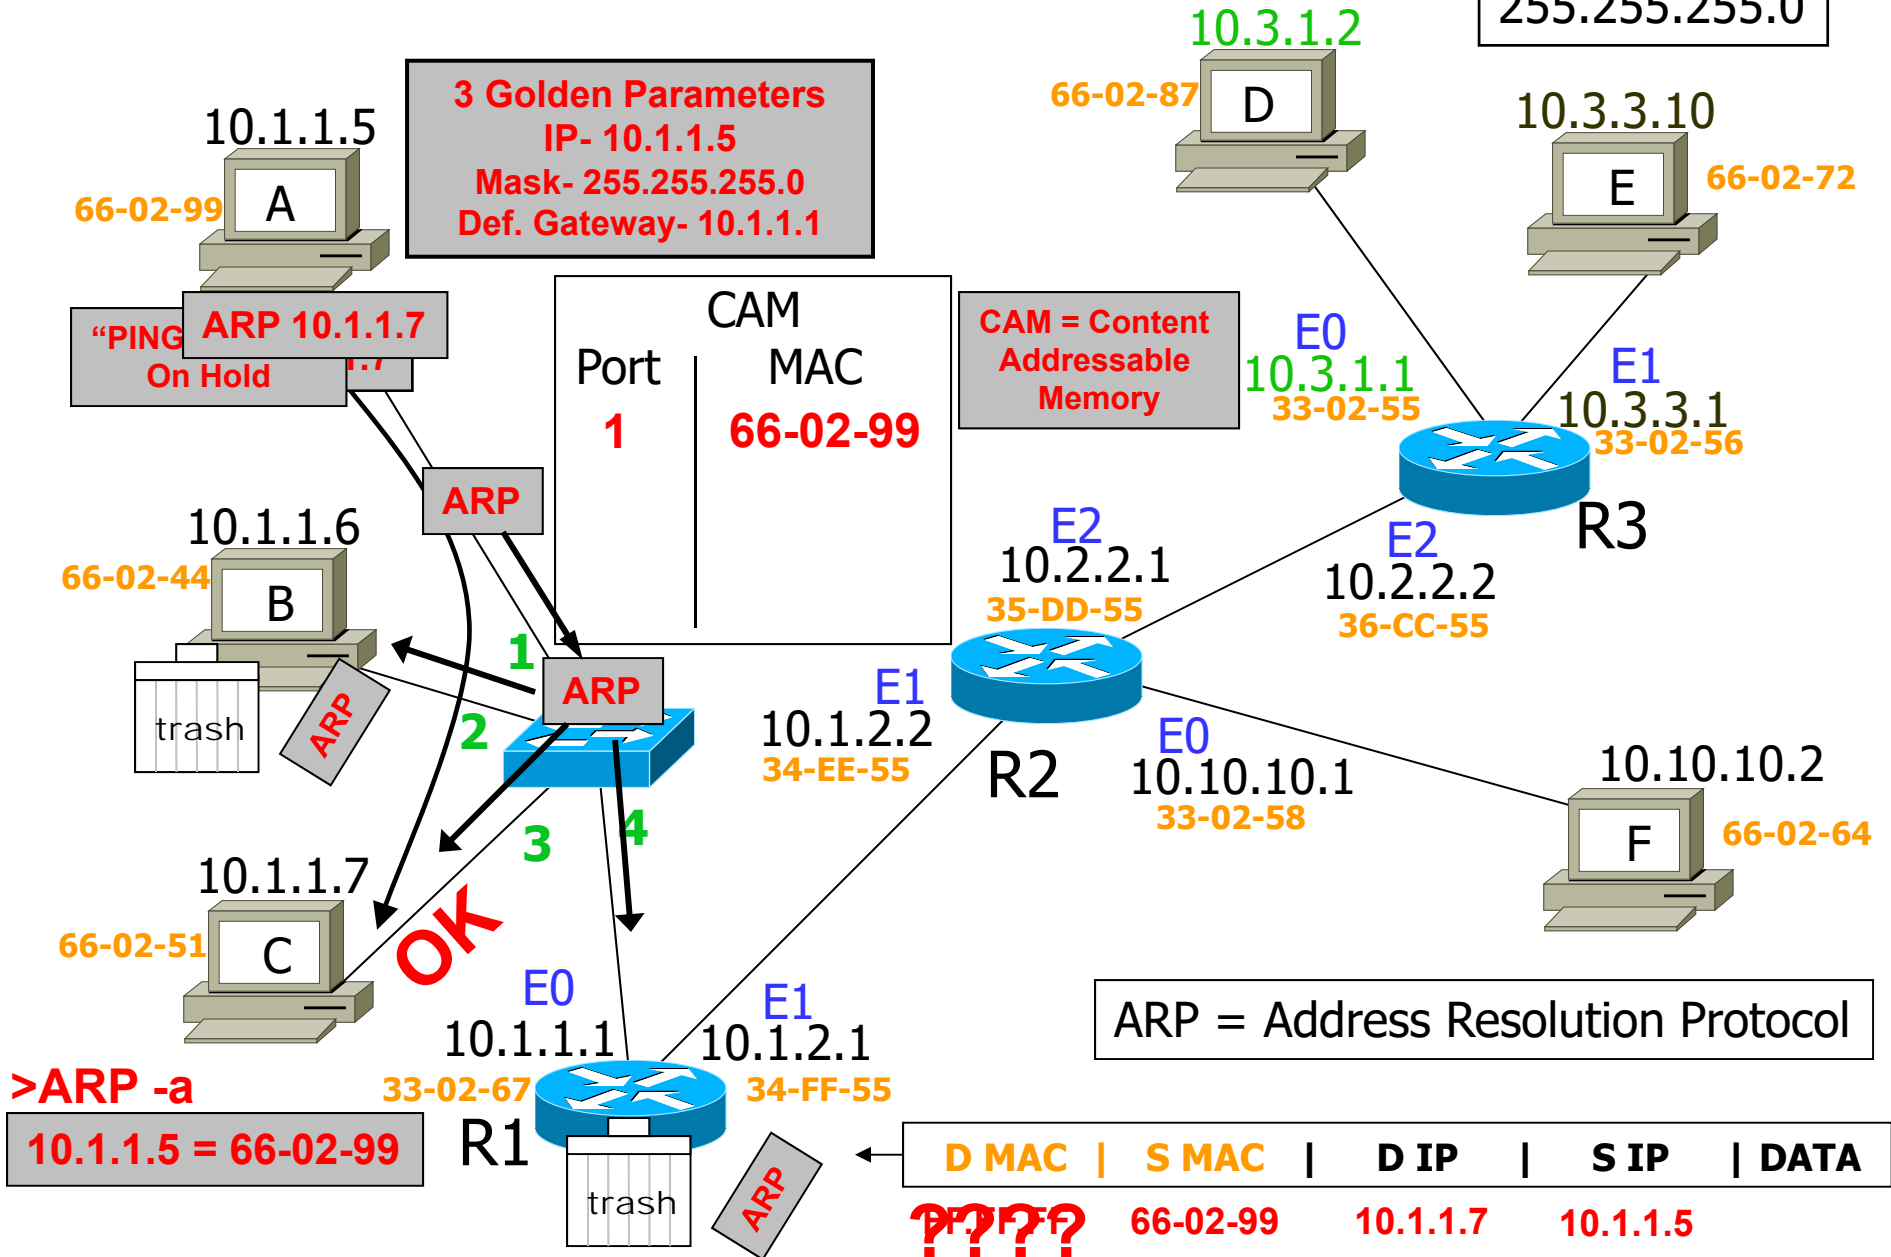 255.255.255.0
10.3.1.2
66-02-87
D
10.3.3.10
E
66-02-72
3 Golden Parameters
IP- 10.1.1.5
Mask- 255.255.255.0
Def. Gateway- 10.1.1.1
10.1.1.5
66-02-99
A
ARP 10.1.1.7
“PING
On Hold
1.7
CAM
Port MAC
1 66-02-99
CAM = Content
Addressable
Memory
E0
10.3.1.1
33-02-55
E1
10.3.3.1
33-02-56
R3
ARP
10.1.1.6
66-02-44
B
trash
ARP
1
ARP
2
3
4
E2
10.2.2.1
35-DD-55
E2
10.2.2.2
36-CC-55
E1
10.1.2.2
34-EE-55
R2
E0
10.10.10.1
33-02-58
10.10.10.2
F
66-02-64
10.1.1.7
66-02-51
C
OK
E0
10.1.1.1
33-02-67
E1
10.1.2.1
34-FF-55
R1
trash
ARP
ARP = Address Resolution Protocol
>ARP -a
10.1.1.5 = 66-02-99
D MAC | S MAC | D IP | S IP | DATA
???? 66-02-99 10.1.1.7 10.1.1.5